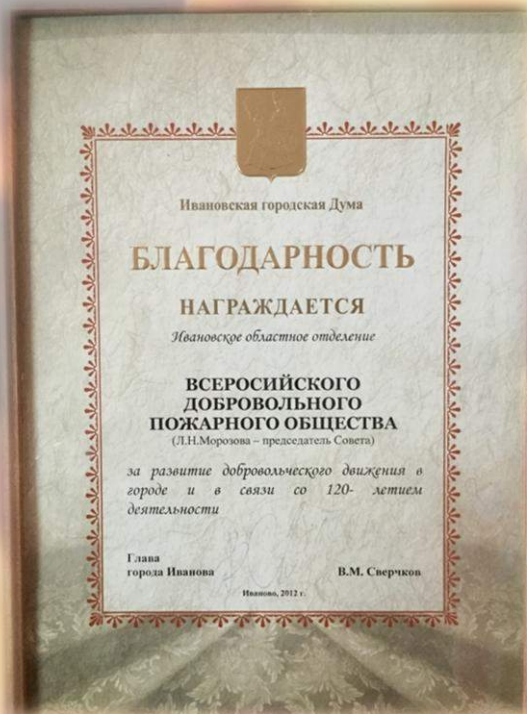 Ивановская городская Дума
БЛАГОДАРНОСТЬ
НАГРАЖДАЕТСЯ
Ивановское областное отделение
ВСЕРОСИЙСКОГО
ДОБРОВОЛЬНОГО
ПОЖАРНОГО ОБЩЕСТВА
(Л.Н.Морозова – председатель Совета)
за развитие добровольческого движения в
городе и в связи со 120- летием
деятельности
Глава
города Иванова В.М. Сверчков
Иваново, 2012 г.